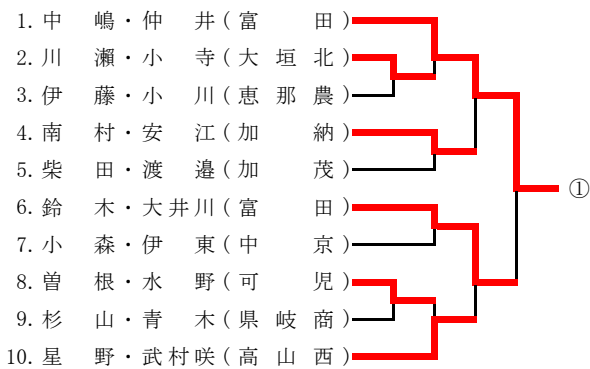 1. 中嶋・仲井(富田)
2. 川瀬・小寺(大垣北)
3. 伊藤・小川(恵那農)
4. 南村・安江(加納)
5. 柴田・渡邉(加茂)
6. 鈴木・大井川(富田)
7. 小森・伊東(中京)
8. 曽根・水野(可児)
9. 杉山・青木(県岐商)
10. 星野・武村咲(高山西)
①